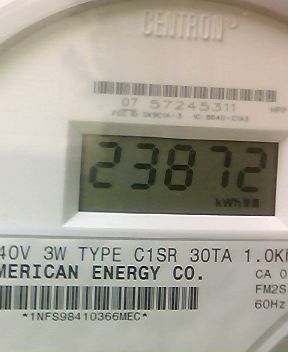 CENTRON
07 57245311
23872
kWh
40V 3W TYPE C1SR 30TA 1.0K
MERICAN ENERGY CO.
CA 0
FM2S
60Hz
*1NFS98410366MEC*